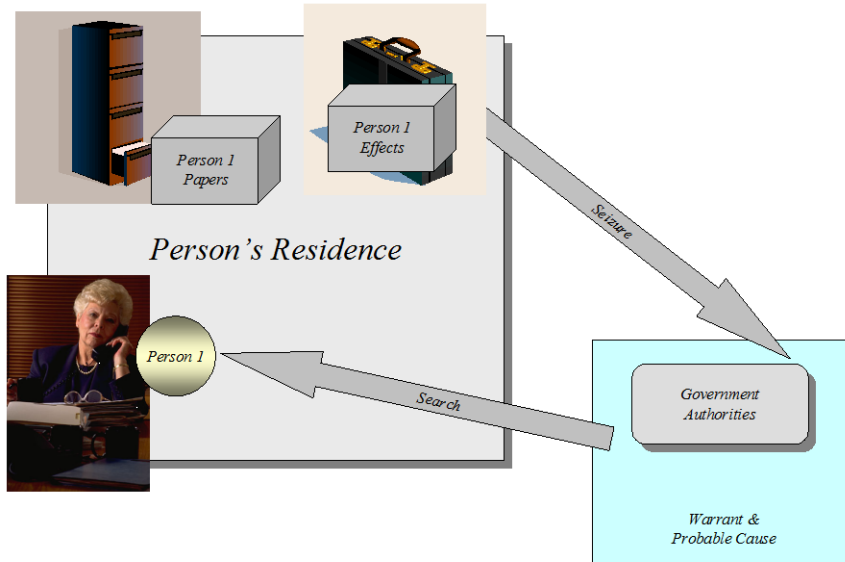 Person 1
Papers
Person 1
Effects
Person's Residence
Seizure
Person 1
Search
Government
Authorities
Warrant &
Probable Cause